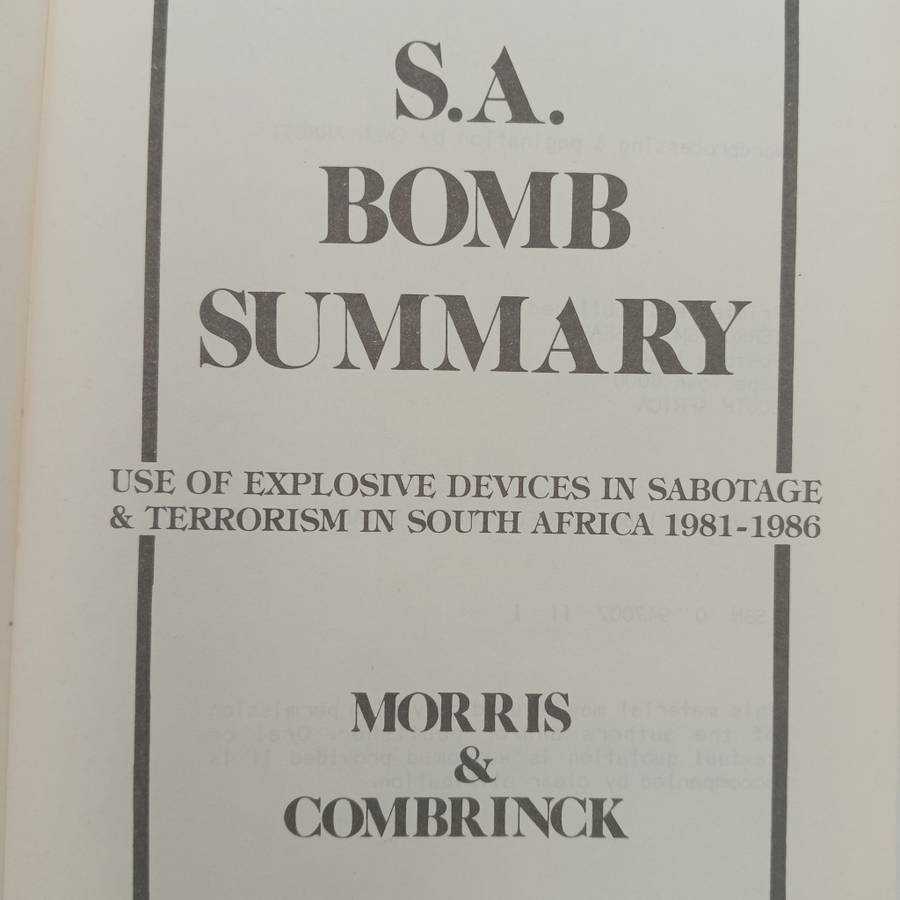 S.A.
BOMB
SUMMARY
USE OF EXPLOSIVE DEVICES IN SABOTAGE
& TERRORISM IN SOUTH AFRICA 1981-1986
MORRIS
&
COMBRINCK